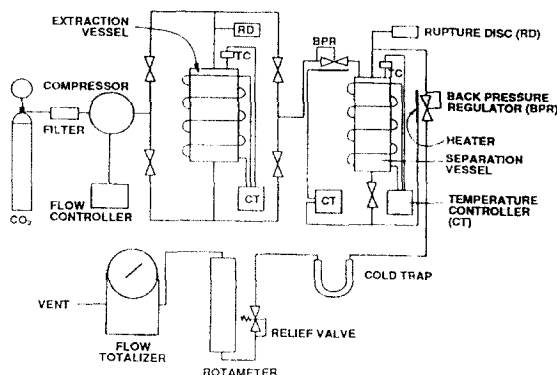 EXTRACTION
VESSEL
RD
BPR
RUPTURE DISC (RD)
TC
TC
COMPRESSOR
BACK PRESSURE
REGULATOR (BPR)
FILTER
HEATER
SEPARATION
VESSEL
CO₂
FLOW
CONTROLLER
CT
CT
TEMPERATURE
CONTROLLER
(CT)
COLD TRAP
VENT
RELIEF VALVE
FLOW
TOTALIZER
ROTAMETER